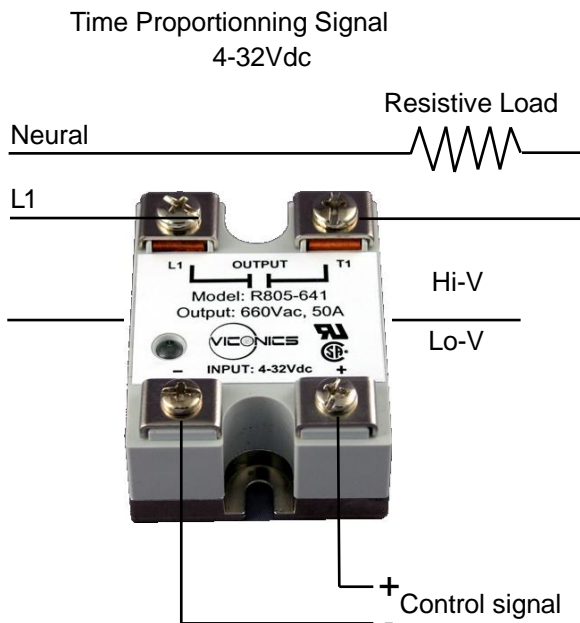 Time Proportionning Signal
4-32Vdc
Resistive Load
Neural
L1
L1 OUTPUT T1
Model: R805-641
Output: 660Vac, 50A
Hi-V
Lo-V
VICONICS
INPUT: 4-32Vdc
- +
+
Control signal
-